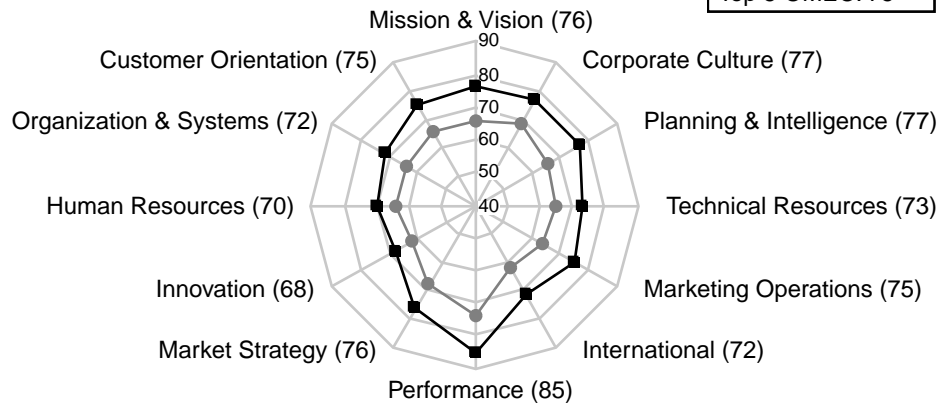 Mission & Vision (76)
Customer Orientation (75)
Corporate Culture (77)
Organization & Systems (72)
Planning & Intelligence (77)
Human Resources (70)
Technical Resources (73)
Innovation (68)
Marketing Operations (75)
Market Strategy (76)
International (72)
Performance (85)
90
80
70
60
50
40